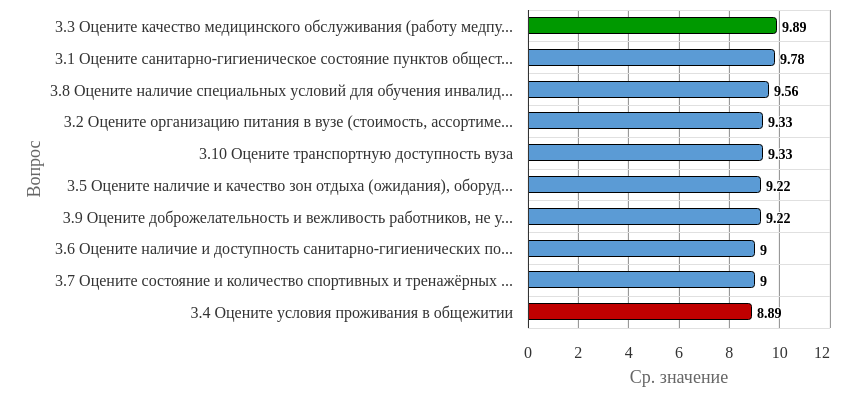 3.3 Оцените качество медицинского обслуживания (работу медпу... 9.89
3.1 Оцените санитарно-гигиеническое состояние пунктов общест... 9.78
3.8 Оцените наличие специальных условий для обучения инвалид... 9.56
3.2 Оцените организацию питания в вузе (стоимость, ассортиме... 9.33
3.10 Оцените транспортную доступность вуза 9.33
3.5 Оцените наличие и качество зон отдыха (ожидания), оборуд... 9.22
3.9 Оцените доброжелательность и вежливость работников, не у... 9.22
3.6 Оцените наличие и доступность санитарно-гигиенических по... 9
3.7 Оцените состояние и количество спортивных и тренажёрных ... 9
3.4 Оцените условия проживания в общежитии 8.89
Вопрос
0 2 4 6 8 10 12
Ср. значение